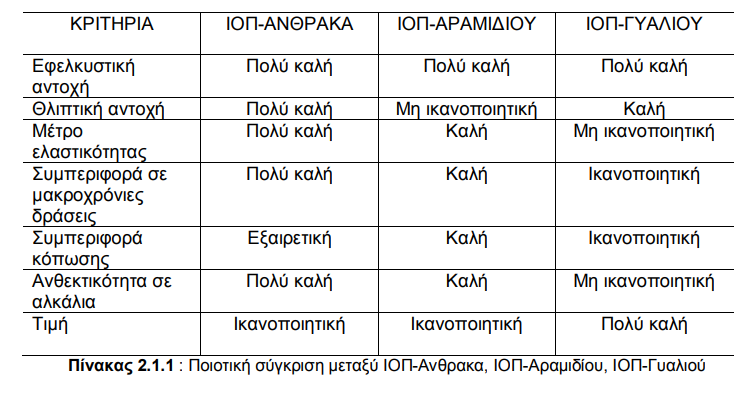 ΚΡΙΤΗΡΙΑ ΙΟΠ-ΑΝΘΡΑΚΑ ΙΟΠ-ΑΡΑΜΙΔΙΟΥ ΙΟΠ-ΓΥΑΛΙΟΥ
Εφελκυστική Πολύ καλή Πολύ καλή Πολύ καλή
αντοχή
Θλιπτική αντοχή Πολύ καλή Μη ικανοποιητική Καλή
Μέτρο Πολύ καλή Καλή Μη ικανοποιητική
ελαστικότητας
Συμπεριφορά σε Πολύ καλή Καλή Ικανοποιητική
μακροχρόνιες
δράσεις
Συμπεριφορά Εξαιρετική Καλή Ικανοποιητική
κόπωσης
Ανθεκτικότητα σε Πολύ καλή Καλή Μη ικανοποιητική
αλκάλια
Τιμή Ικανοποιητική Ικανοποιητική Πολύ καλή
Πίνακας 2.1.1 : Ποιοτική σύγκριση μεταξύ ΙΟΠ-Ανθρακα, ΙΟΠ-Αραμιδίου, ΙΟΠ-Γυαλιού